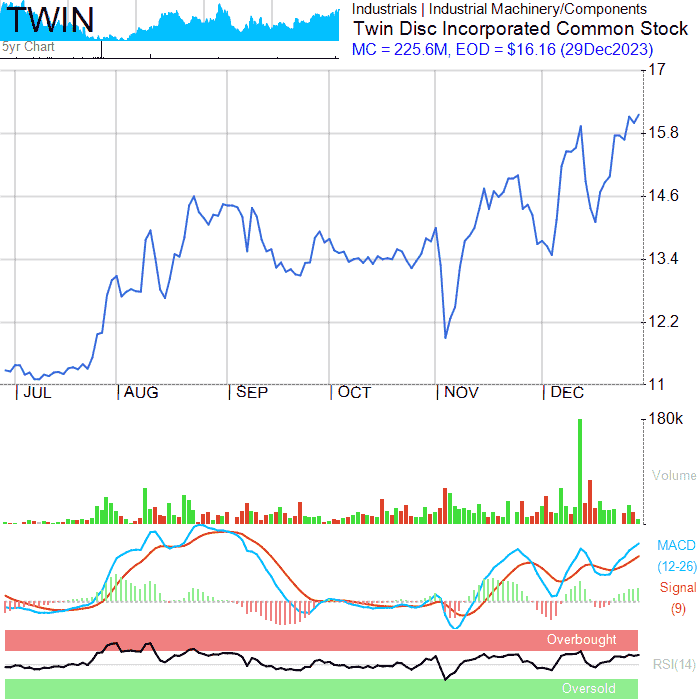 TWIN
5yr Chart
Industrials | Industrial Machinery/Components
Twin Disc Incorporated Common Stock
MC = 225.6M, EOD = $16.16 (29Dec2023)
17
15.8
14.6
13.4
12.2
11
JUL
AUG
SEP
OCT
NOV
DEC
180k
Volume
MACD
(12-26)
Signal
(9)
Overbought
RSI(14)
Oversold